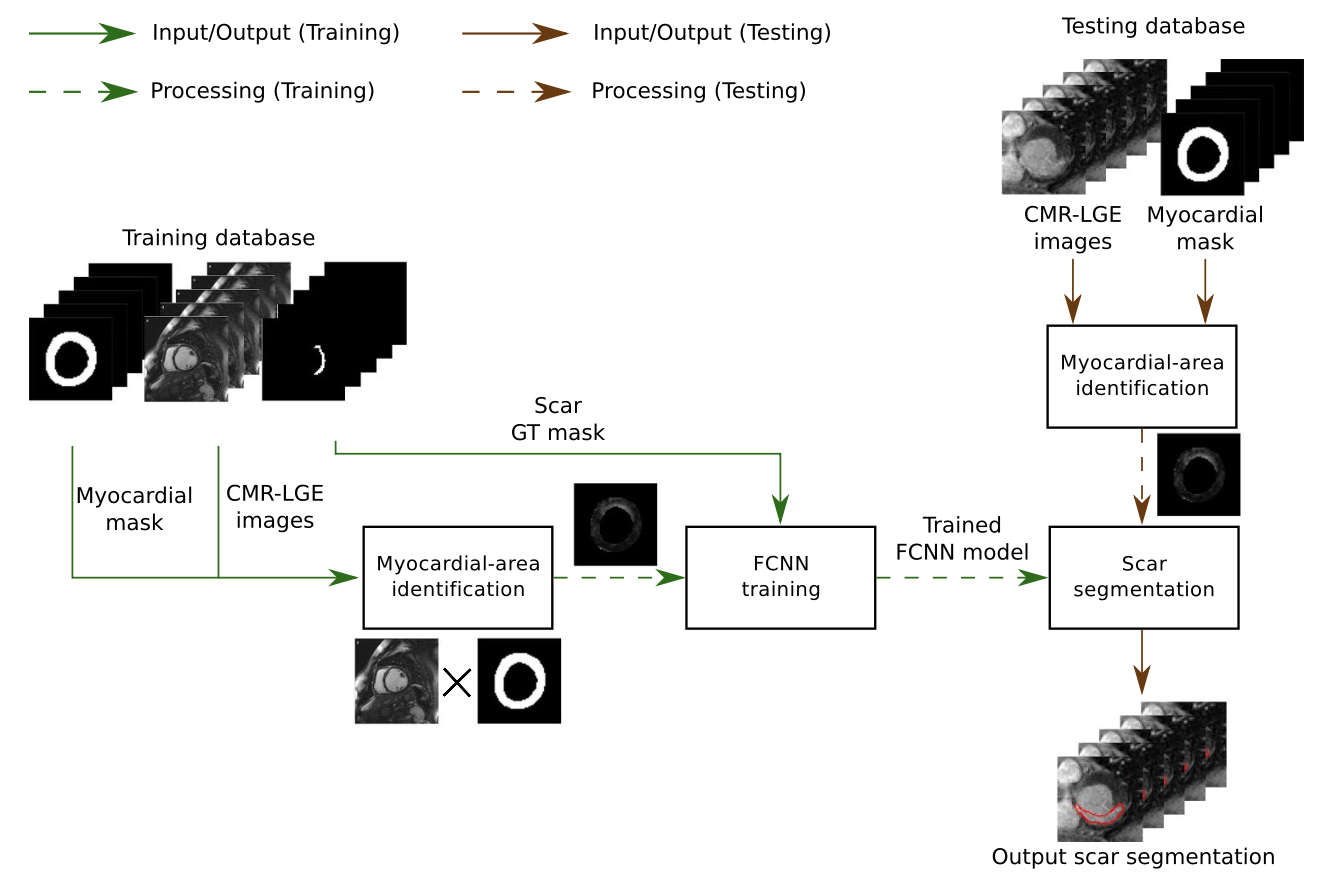 Input/Output (Training)
Input/Output (Testing)
Processing (Training)
Processing (Testing)
Testing database
CMR-LGE
images
Myocardial
mask
Training database
Myocardial-area
identification
Scar
GT mask
Myocardial
mask
CMR-LGE
images
Myocardial-area
identification
FCNN
training
Trained
FCNN model
Scar
segmentation
Output scar segmentation